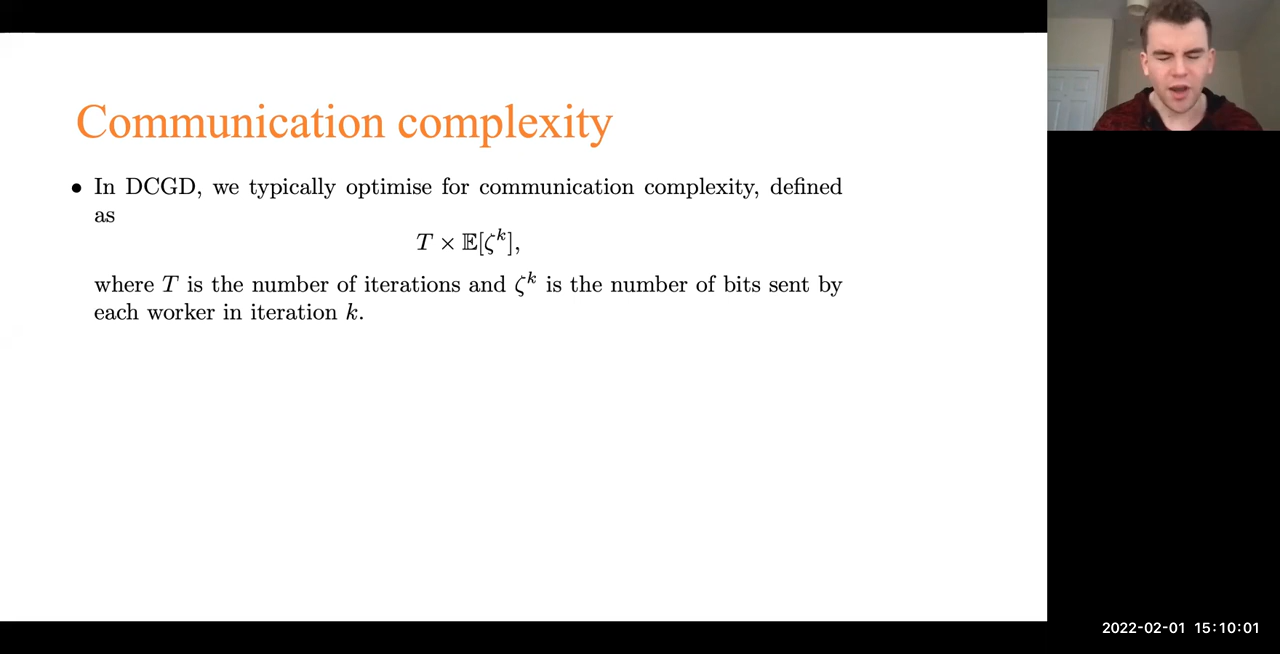 Communication complexity
• In DCGD, we typically optimise for communication complexity, defined
as
T × 𝔼[ζ^k],
where T is the number of iterations and ζ^k is the number of bits sent by
each worker in iteration k.
2022-02-01 15:10:01